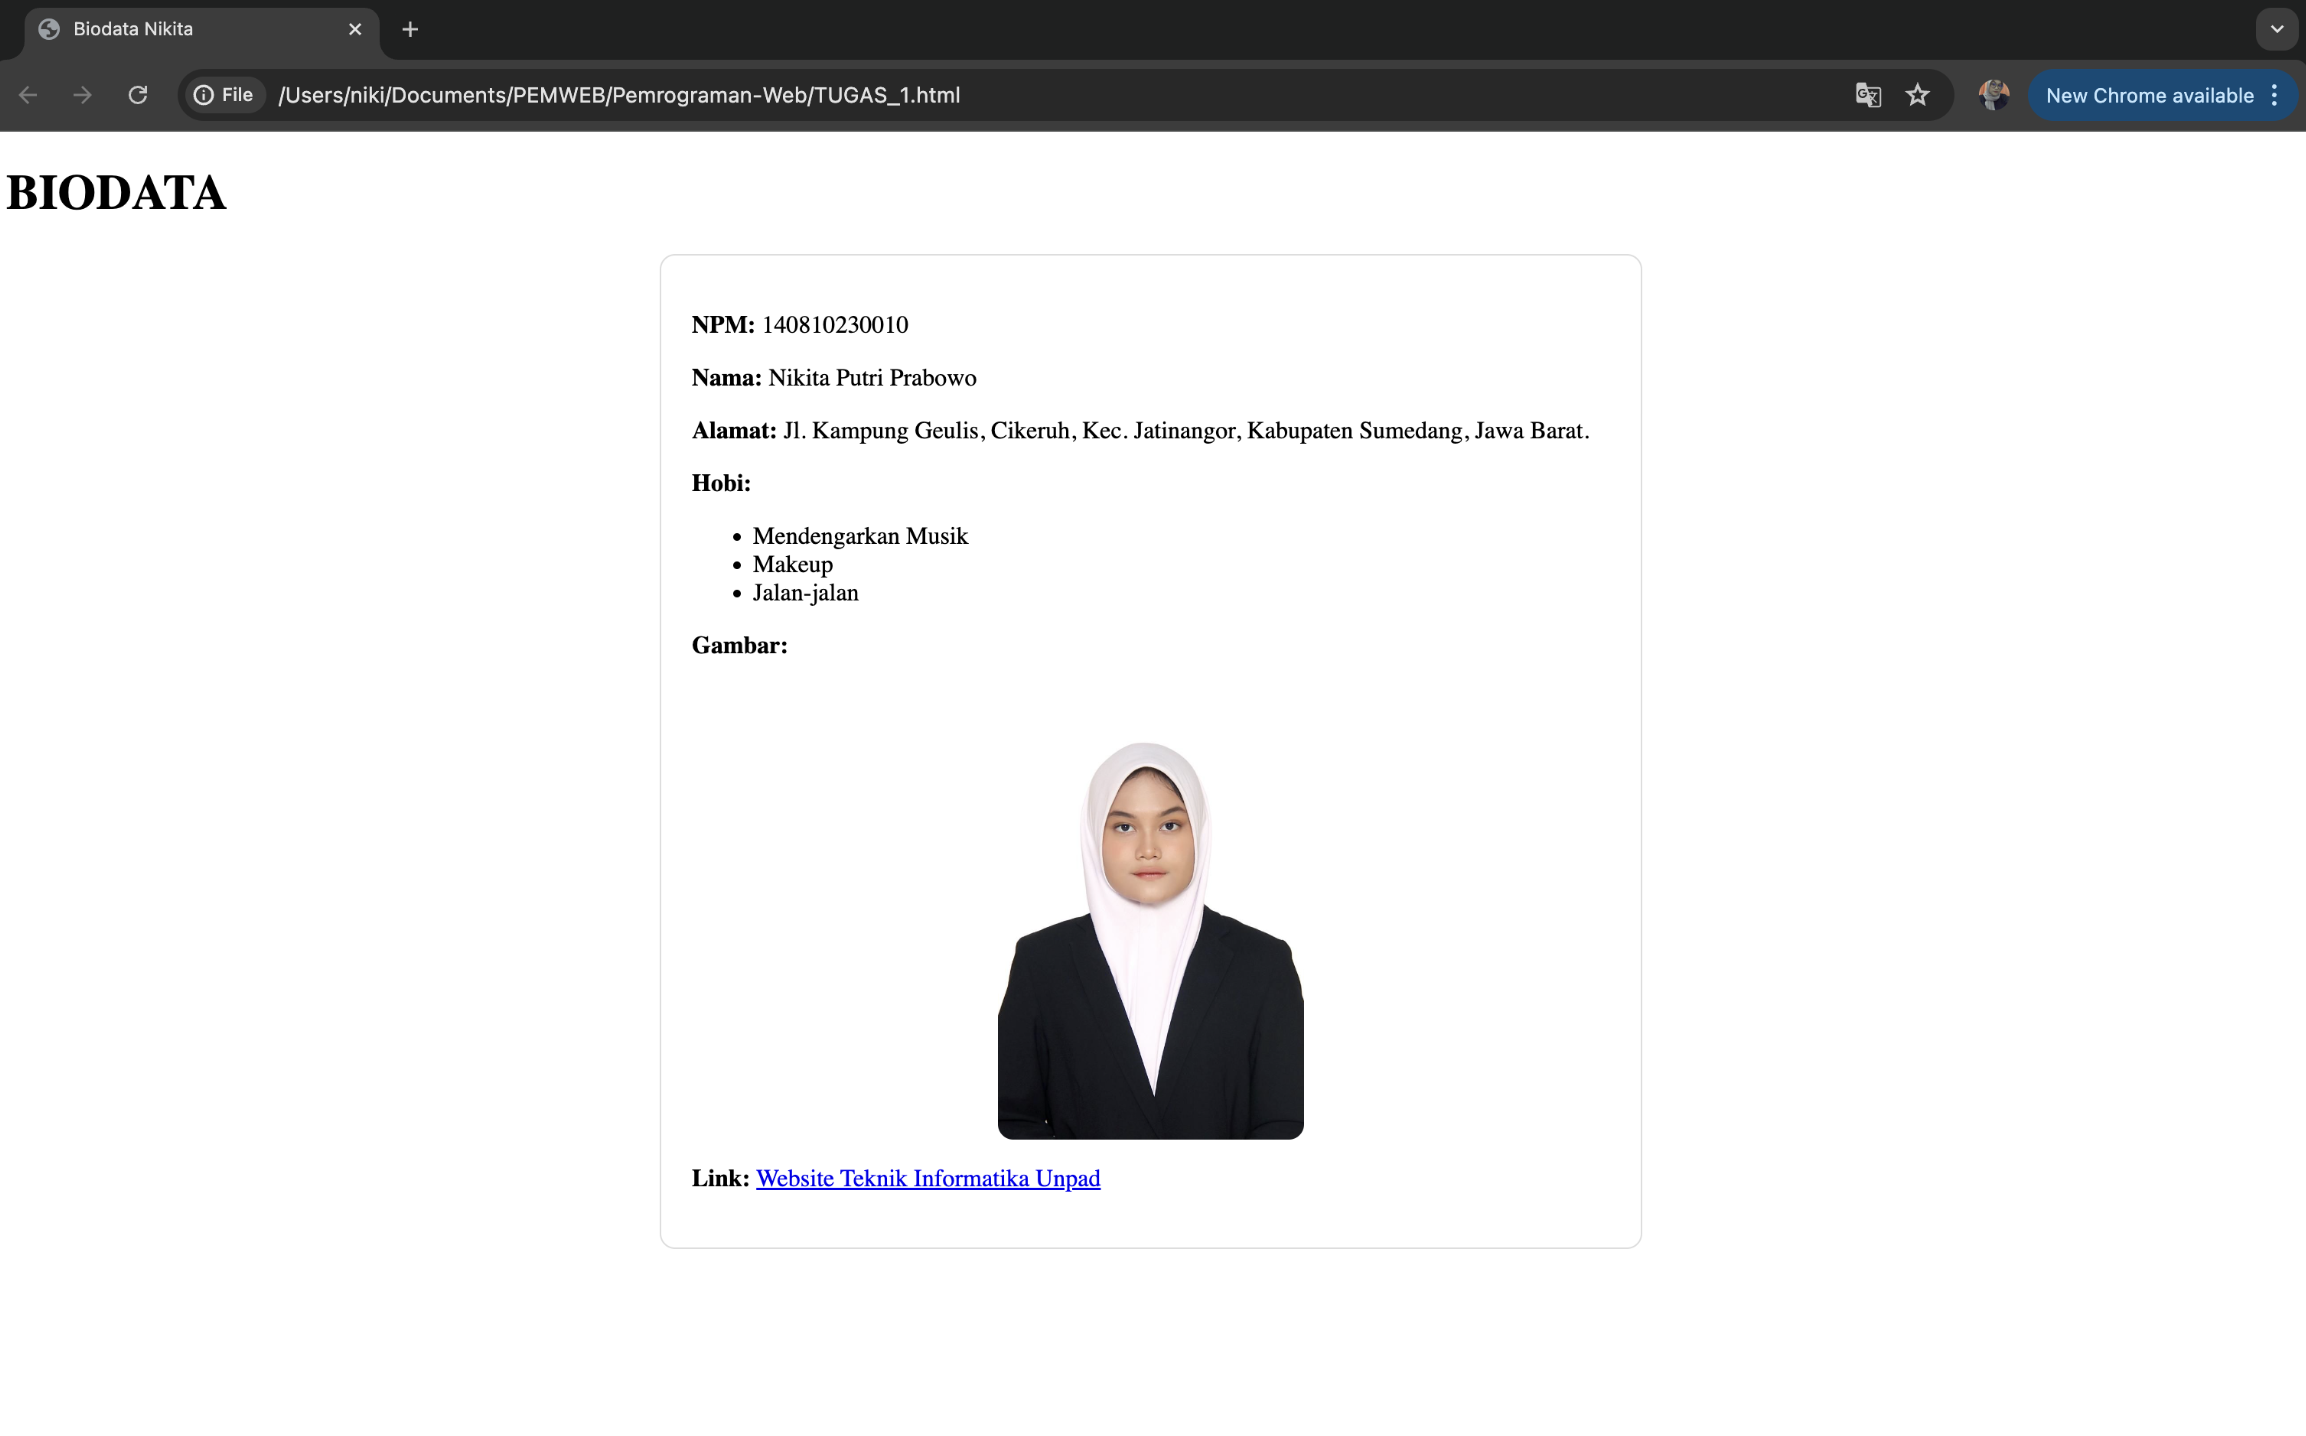 Biodata Nikita
File
/Users/niki/Documents/PEMWEB/Pemrograman-Web/TUGAS_1.html
New Chrome available
BIODATA
NPM: 140810230010
Nama: Nikita Putri Prabowo
Alamat: Jl. Kampung Geulis, Cikeruh, Kec. Jatinangor, Kabupaten Sumedang, Jawa Barat.
Hobi:
• Mendengarkan Musik
• Makeup
• Jalan-jalan
Gambar:
Link: Website Teknik Informatika Unpad